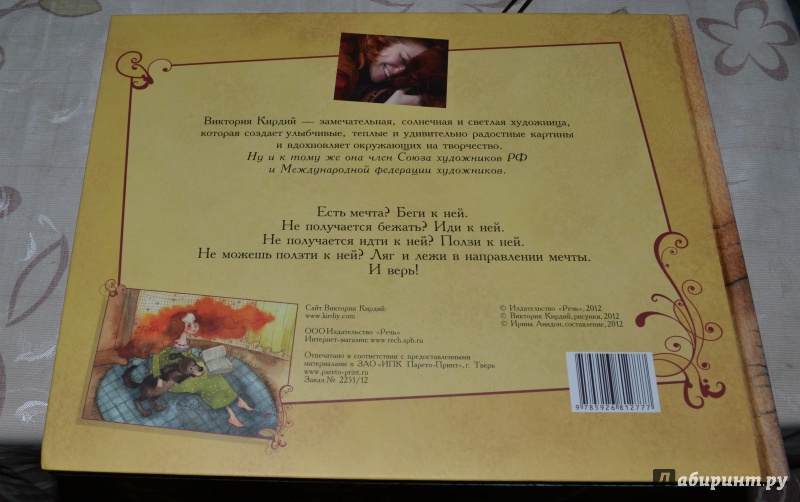 Виктория Кирдий — замечательная, солнечная и светлая художница,
которая создает улыбчивые, теплые и удивительно радостные картины
и вдохновляет окружающих на творчество.
Ну и к тому же она член Союза художников РФ
и Международной федерации художников.
Есть мечта? Беги к ней.
Не получается бежать? Иди к ней.
Не получается идти к ней? Ползи к ней.
Не можешь ползти к ней? Ляг и лежи в направлении мечты.
И верь!
Сайт Виктории Кирдий:
www.kirdiy.com
ООО Издательство «Речь»
Интернет-магазин: www.rech.spb.ru
Отпечатано в соответствии с предоставленными
материалами в ЗАО «ИПК Парето-Принт», г. Тверь
www.pareto-print.ru
Заказ № 2251/12
© Издательство «Речь», 2012
© Виктория Кирдий, рисунки, 2012
© Ирина Авидон, составление, 2012
9 785926 812777
Лабиринт.ру